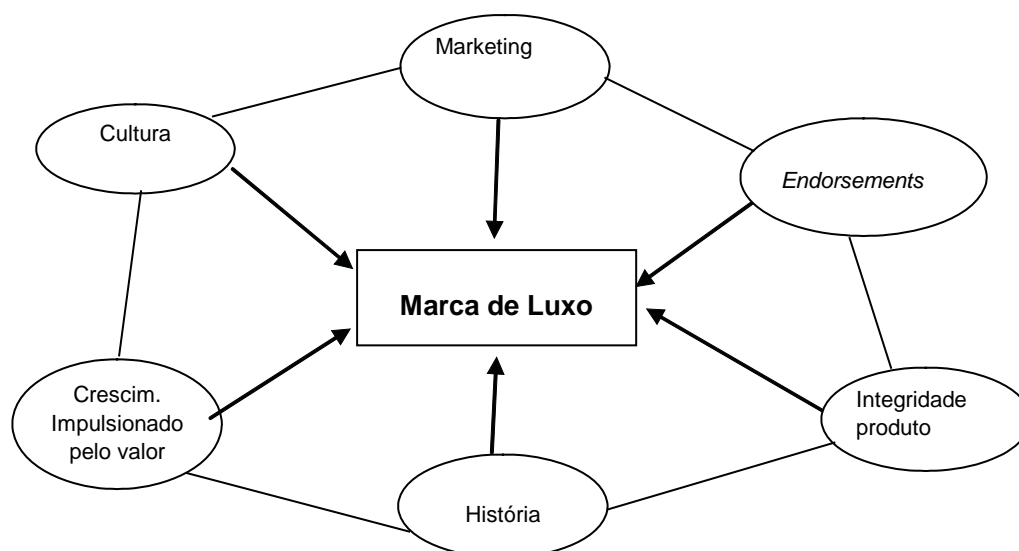 Marketing
Cultura
Endorsements
Marca de Luxo
Crescim.
Impulsionado
pelo valor
Integridade
produto
História